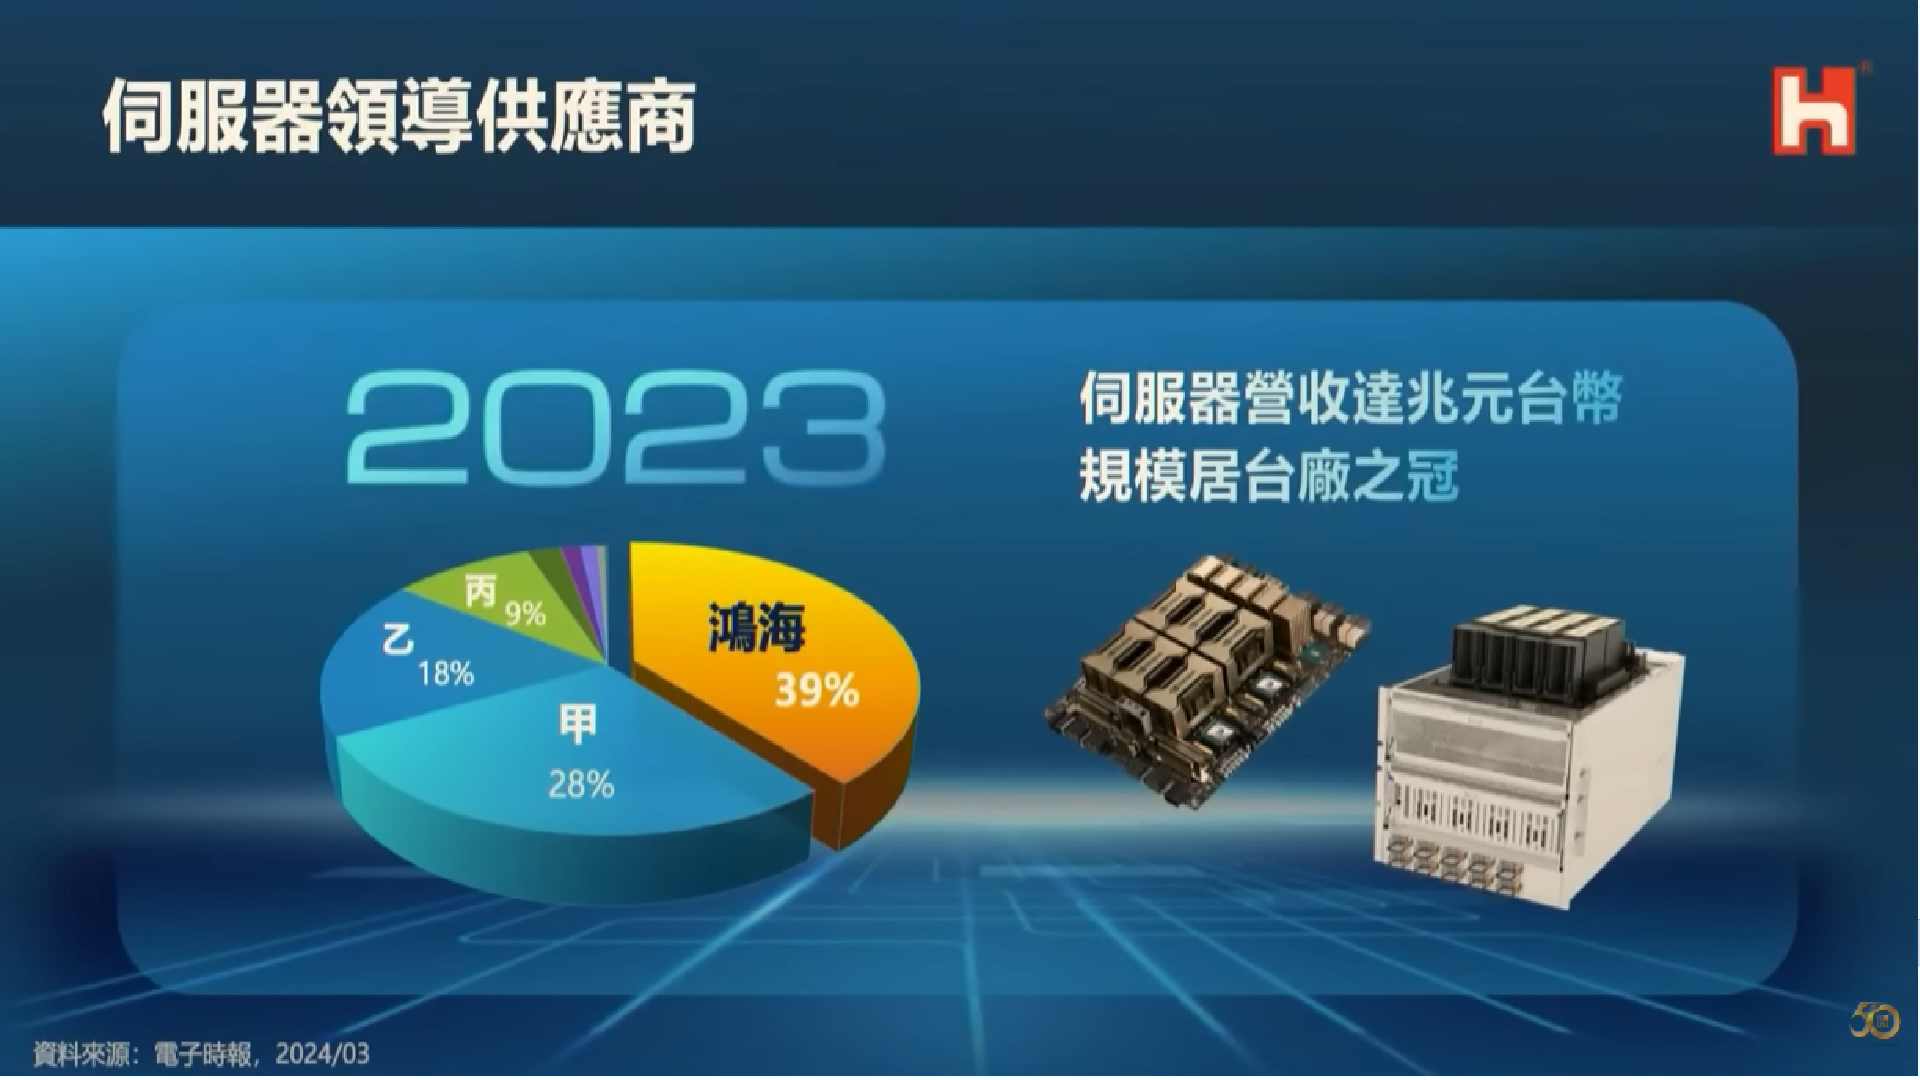 伺服器領導供應商
2023
伺服器營收達兆元台幣
規模居台廠之冠
丙
9%
乙
18%
鴻海
39%
甲
28%
資料來源：電子時報，2024/03
50